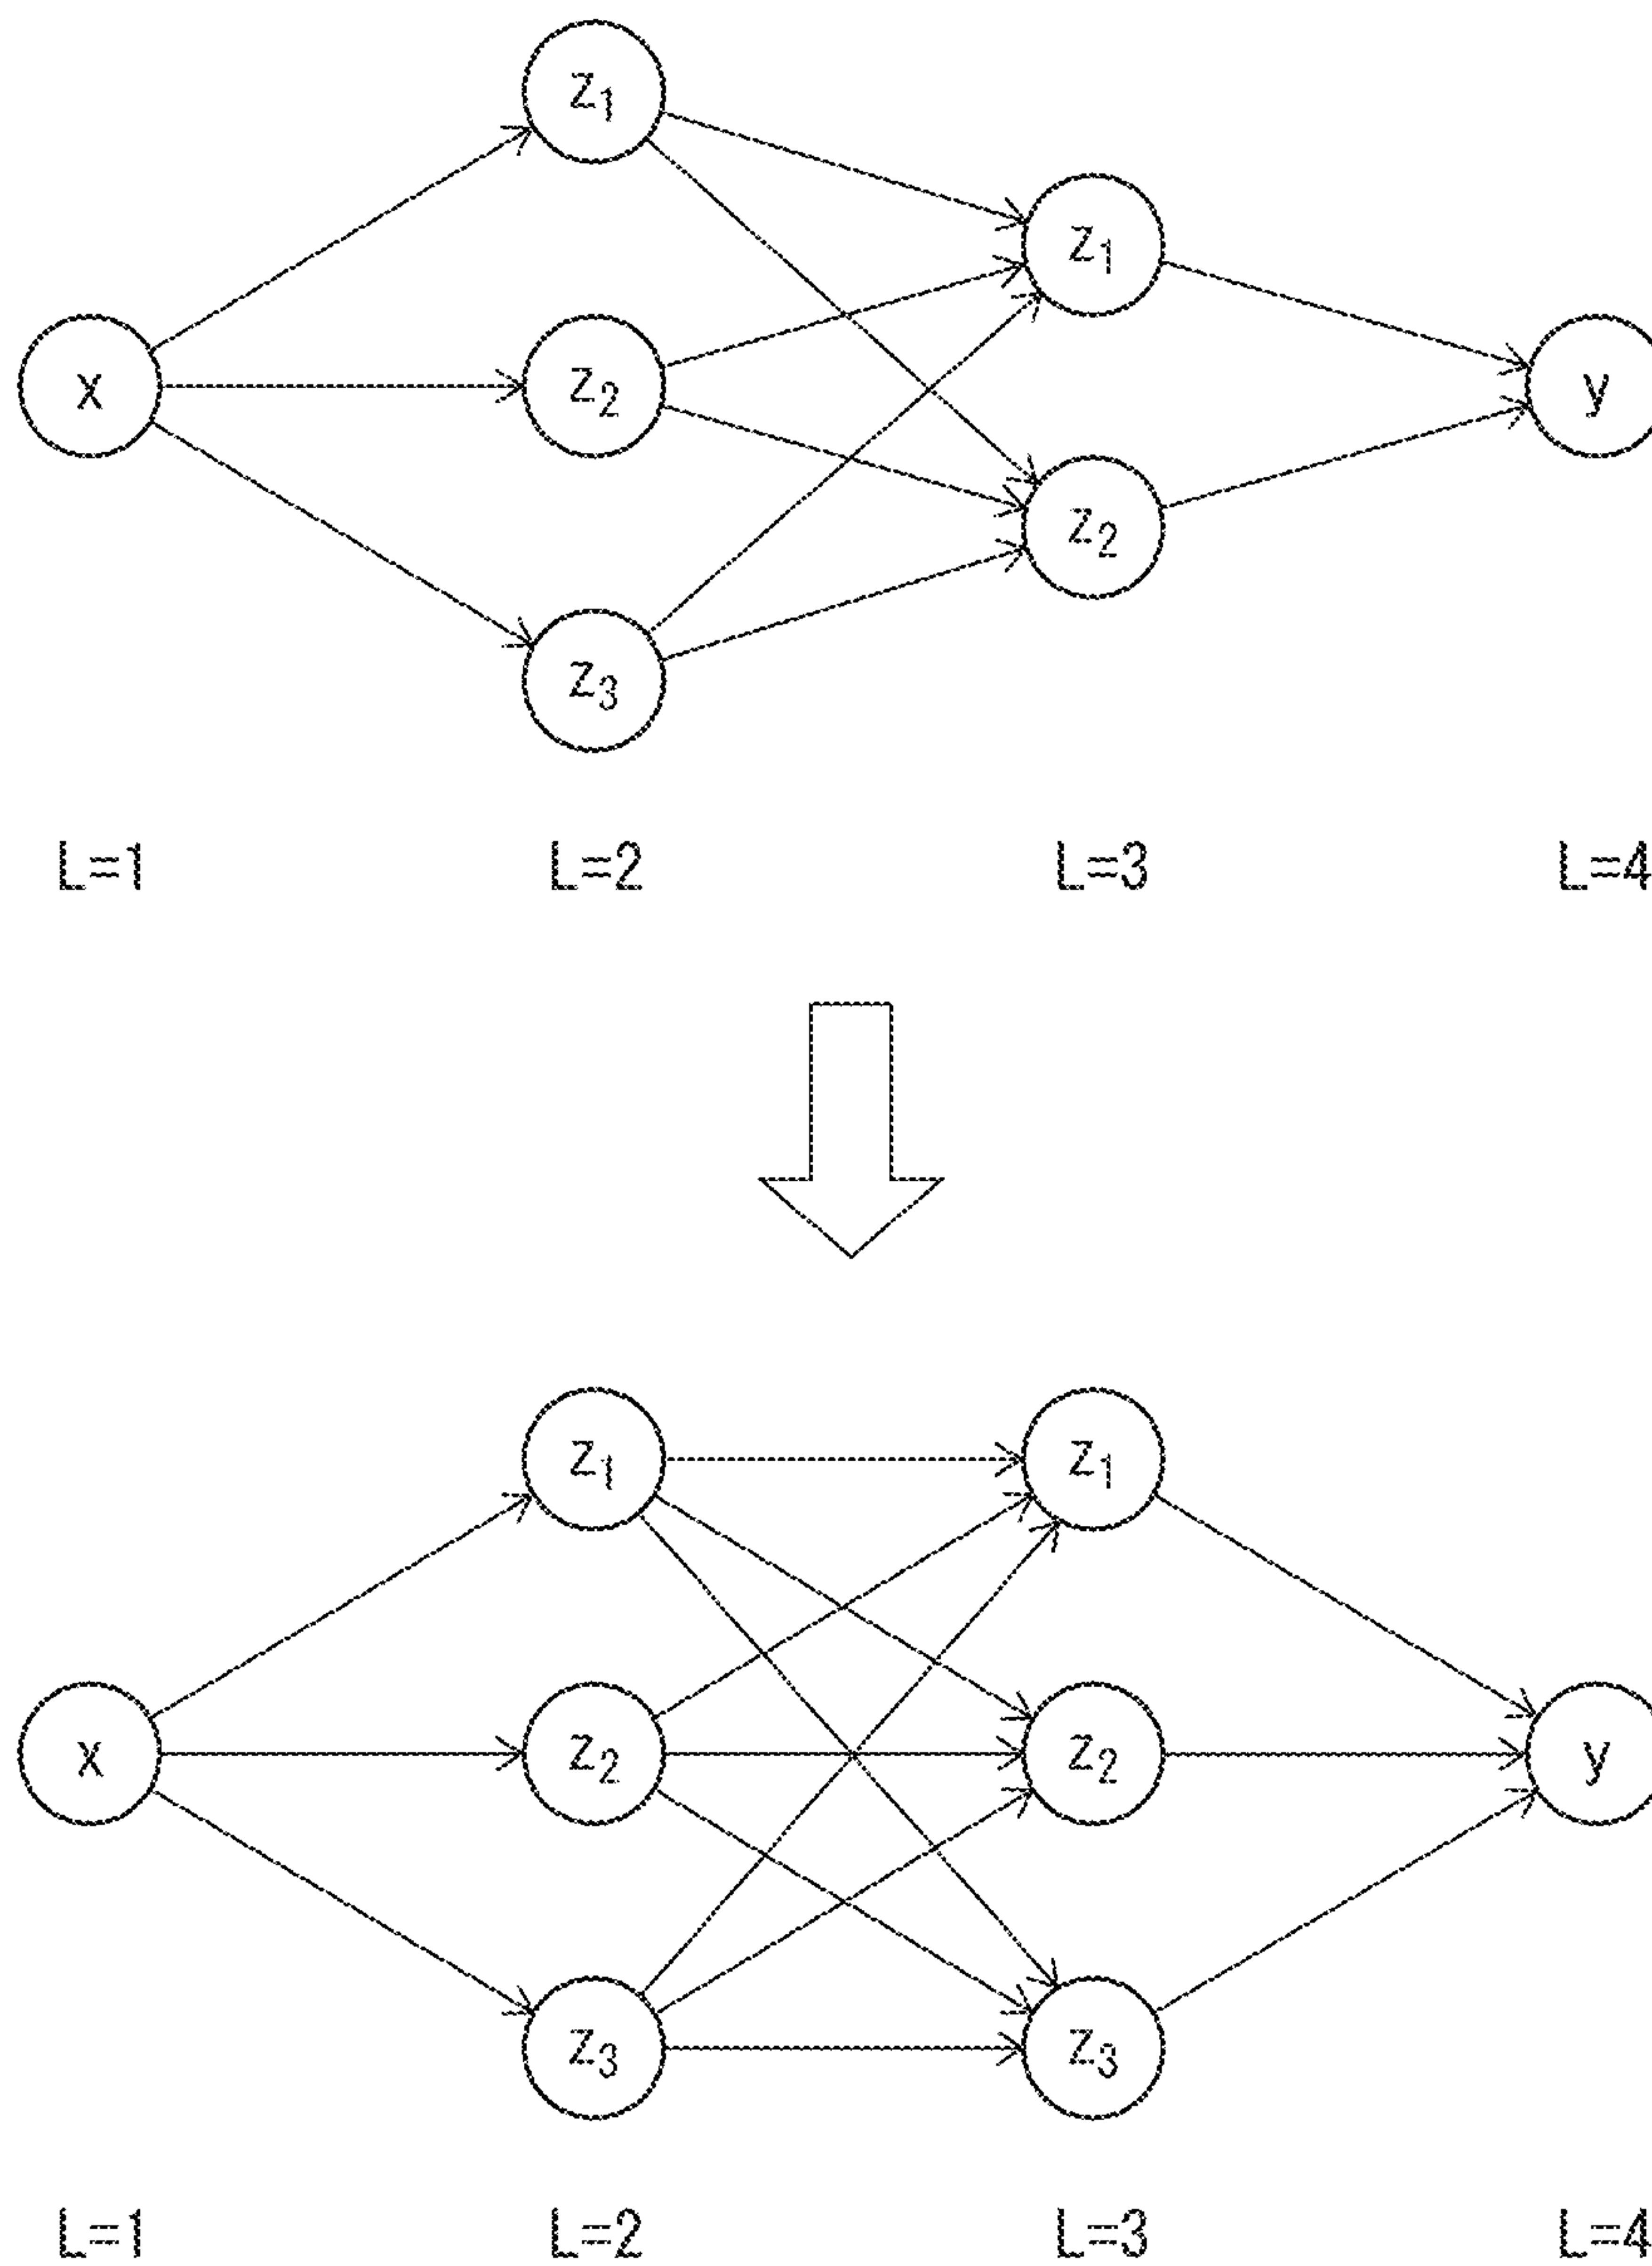 z₁
z₁
x z₂ y
z₂
z₃
L=1 L=2 L=3 L=4
z₁ z₁
x z₂ z₂ y
z₃ z₃
L=1 L=2 L=3 L=4